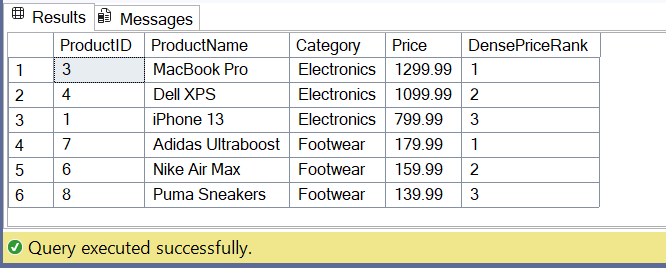 Results Messages
ProductID ProductName Category Price DensePriceRank
1 3 MacBook Pro Electronics 1299.99 1
2 4 Dell XPS Electronics 1099.99 2
3 1 iPhone 13 Electronics 799.99 3
4 7 Adidas Ultraboost Footwear 179.99 1
5 6 Nike Air Max Footwear 159.99 2
6 8 Puma Sneakers Footwear 139.99 3
Query executed successfully.